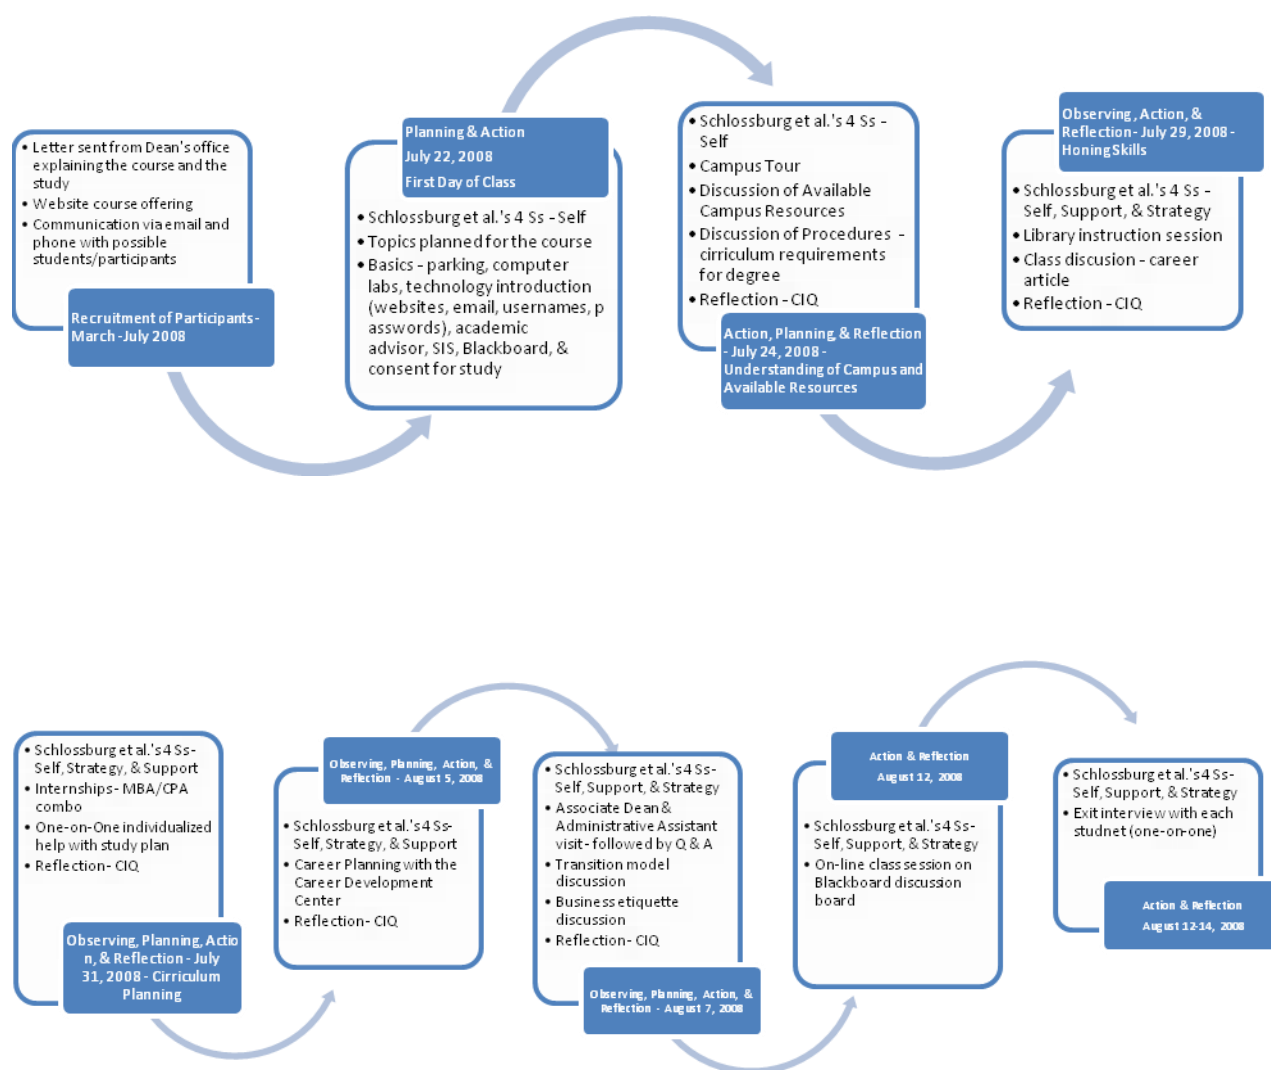 • Letter sent from Dean's office
explaining the course and the
study
• Website course offering
• Communication via email and
phone with possible
students/participants
Recruitment of Participants-
March -July 2008
Planning & Action
July 22, 2008
First Day of Class
• Schlossburg et al.'s 4 Ss - Self
• Topics planned for the course
• Basics - parking, computer
labs, technology introduction
(websites, email, usernames, p
asswords), academic
advisor, SIS, Blackboard, &
consent for study
• Schlossburg et al.'s 4 Ss -
Self
• Campus Tour
• Discussion of Available
Campus Resources
• Discussion of Procedures -
cirriculum requirements
for degree
• Reflection - CIQ
Action, Planning, & Reflection
- July 24, 2008 -
Understanding of Campus and
Available Resources
Observing, Action, &
Reflection- July 29, 2008 -
Honing Skills
• Schlossburg et al.'s 4 Ss -
Self, Support, & Strategy
• Library instruction session
• Class discusion - career
article
• Reflection - CIQ
• Schlossburg et al.'s 4 Ss-
Self, Strategy, & Support
• Internships- MBA/CPA
combo
• One-on-One individualized
help with study plan
• Reflection- CIQ
Observing, Planning, Actio
n, & Reflection - July
31, 2008 - Cirriculum
Planning
Observing, Planning, Action, &
Reflection - August 5, 2008
• Schlossburg et al.'s 4 Ss-
Self, Strategy, & Support
• Career Planning with the
Career Development
Center
• Reflection- CIQ
• Schlossburg et al.'s 4 Ss-
Self, Support, & Strategy
• Associate Dean &
Administrative Assistant
visit- followed by Q & A
• Transition model
discussion
• Business etiquette
discussion
• Reflection- CIQ
Observing, Planning, Action, &
Reflection - August 7, 2008
Action & Reflection
August 12, 2008
• Schlossburg et al.'s 4 Ss-
Self, Support, & Strategy
• On-line class session on
Blackboard discussion
board
• Schlossburg et al.'s 4 Ss-
Self, Support, & Strategy
• Exit interview with each
studnet (one-on-one)
Action & Reflection
August 12-14, 2008